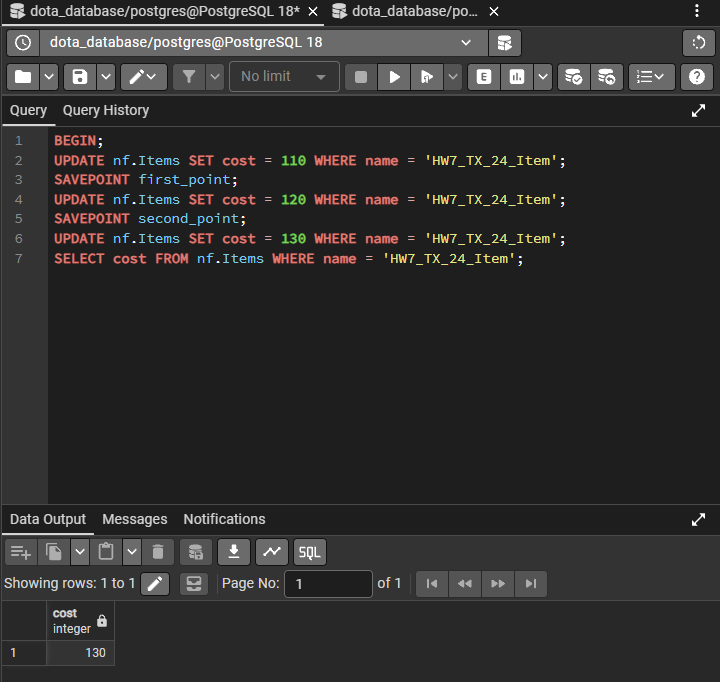 dota_database/postgres@PostgreSQL 18*
dota_database/po...
dota_database/postgres@PostgreSQL 18
No limit
E
Query Query History
1 BEGIN;
2 UPDATE nf.Items SET cost = 110 WHERE name = 'HW7_TX_24_Item';
3 SAVEPOINT first_point;
4 UPDATE nf.Items SET cost = 120 WHERE name = 'HW7_TX_24_Item';
5 SAVEPOINT second_point;
6 UPDATE nf.Items SET cost = 130 WHERE name = 'HW7_TX_24_Item';
7 SELECT cost FROM nf.Items WHERE name = 'HW7_TX_24_Item';
Data Output Messages Notifications
SQL
Showing rows: 1 to 1 Page No: 1 of 1
cost
integer
1 130